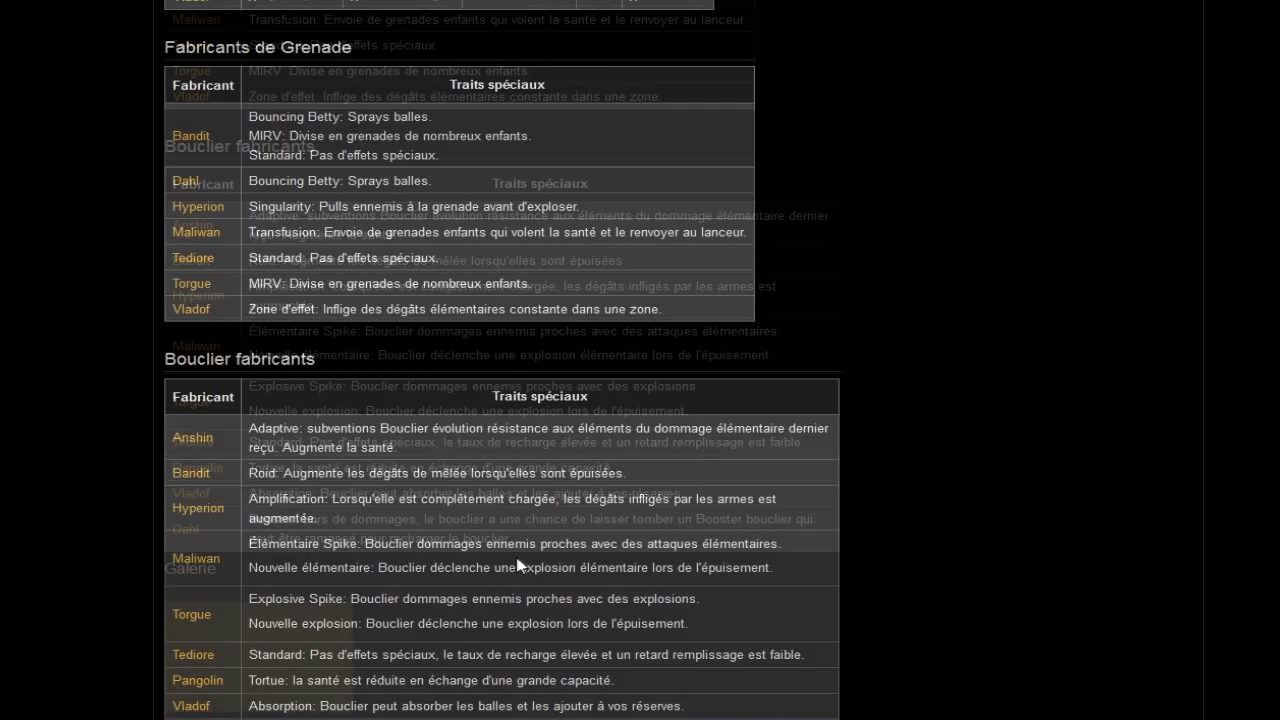 Fabricants de Grenade
Fabricant Traits spéciaux
Bandit
Bouncing Betty: Sprays balles.
MIRV: Divise en grenades de nombreux enfants.
Standard: Pas d'effets spéciaux.
Dahl Bouncing Betty: Sprays balles.
Hyperion Singularity: Pulls ennemis à la grenade avant d'exploser.
Maliwan Transfusion: Envoie de grenades enfants qui volent la santé et le renvoyer au lanceur.
Tediore Standard: Pas d'effets spéciaux.
Torgue MIRV: Divise en grenades de nombreux enfants.
Vladof Zone d'effet: Inflige des dégâts élémentaires constante dans une zone.
Bouclier fabricants
Fabricant Traits spéciaux
Anshin
Adaptive: subventions Bouclier évolution résistance aux éléments du dommage élémentaire dernier
reçu. Augmente la santé.
Bandit Roid: Augmente les dégâts de mêlée lorsqu'elles sont épuisées.
Hyperion
Amplification: Lorsqu'elle est complètement chargée, les dégâts infligés par les armes est
augmentée.
Maliwan
Élémentaire Spike: Bouclier dommages ennemis proches avec des attaques élémentaires.
Nouvelle élémentaire: Bouclier déclenche une explosion élémentaire lors de l'épuisement.
Torgue
Explosive Spike: Bouclier dommages ennemis proches avec des explosions.
Nouvelle explosion: Bouclier déclenche une explosion lors de l'épuisement.
Tediore Standard: Pas d'effets spéciaux, le taux de recharge élevée et un retard remplissage est faible.
Pangolin Tortue: la santé est réduite en échange d'une grande capacité.
Vladof Absorption: Bouclier peut absorber les balles et les ajouter à vos réserves.